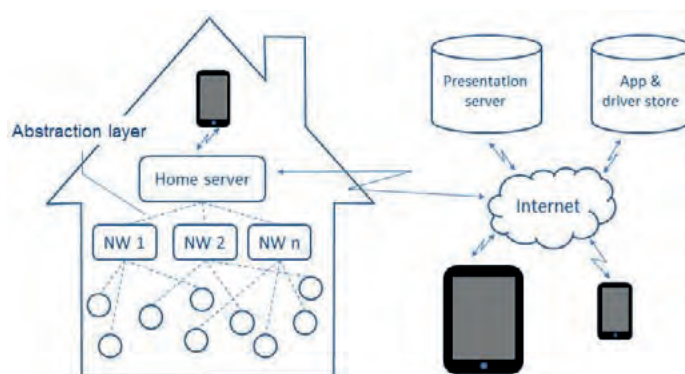 Abstraction layer
Home server
NW 1
NW 2
NW n
Presentation
server
App &
driver store
Internet